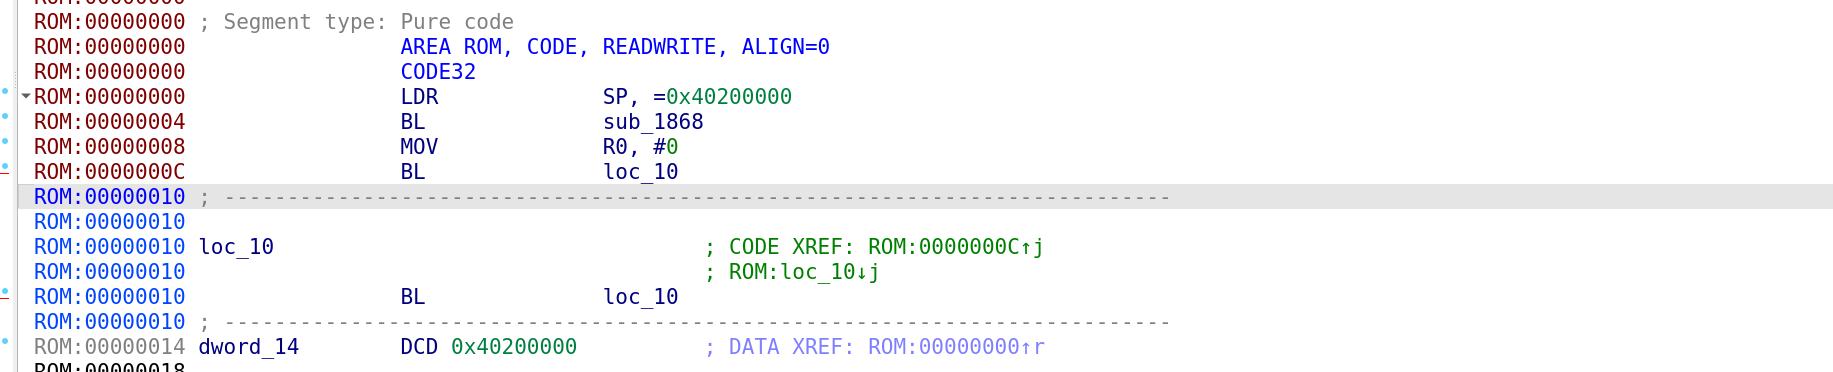 ROM:00000000 ; Segment type: Pure code
ROM:00000000 AREA ROM, CODE, READWRITE, ALIGN=0
ROM:00000000 CODE32
ROM:00000000 LDR SP, =0x40200000
ROM:00000004 BL sub_1868
ROM:00000008 MOV R0, #0
ROM:0000000C BL loc_10
ROM:00000010 ; ---------------------------------------------------------------------------
ROM:00000010
ROM:00000010 loc_10 ; CODE XREF: ROM:0000000C↑j
ROM:00000010 ; ROM:loc_10↓j
ROM:00000010 BL loc_10
ROM:00000010 ; ---------------------------------------------------------------------------
ROM:00000014 dword_14 DCD 0x40200000 ; DATA XREF: ROM:00000000↑r
ROM:00000018